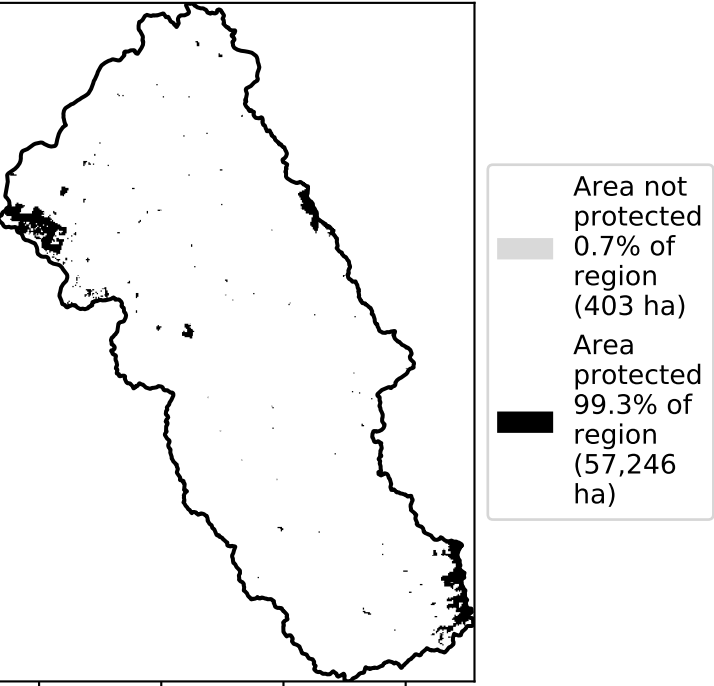 Area not
protected
0.7% of
region
(403 ha)
Area
protected
99.3% of
region
(57,246
ha)